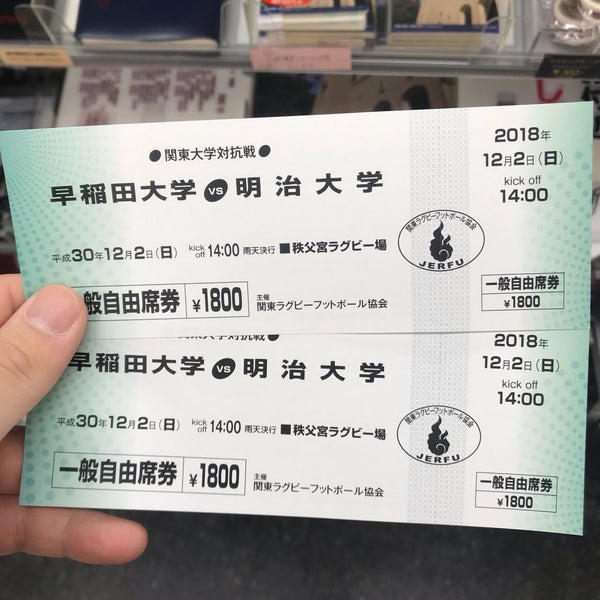 ●関東大学対抗戦●
早稲田大学 VS 明治大学
平成30年12月2日(日) kick off 14:00 雨天決行 ■秩父宮ラグビー場
般自由席券 ¥1800 主催 関東ラグビーフットボール協会
関東ラグビーフットボール協会
JERFU
2018年
12月2日(日)
kick off
14:00
一般自由席券
¥1800
関東大学対抗戦●
早稲田大学 VS 明治大学
平成30年12月2日(日) kick off 14:00 雨天決行 ■秩父宮ラグビー場
一般自由席券 ¥1800 主催 関東ラグビーフットボール協会
関東ラグビーフットボール協会
JERFU
2018年
12月2日(日)
kick off
14:00
一般自由席券
¥1800